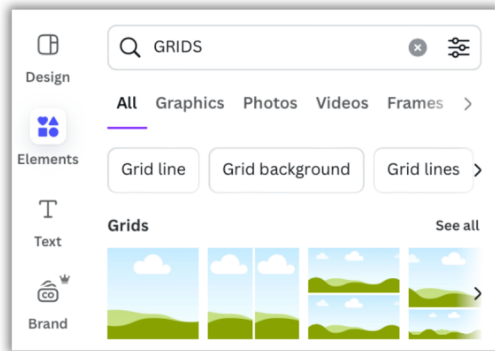 GRIDS
Design
All Graphics Photos Videos Frames
Elements
Grid line Grid background Grid lines
Text
Grids See all
CO
Brand